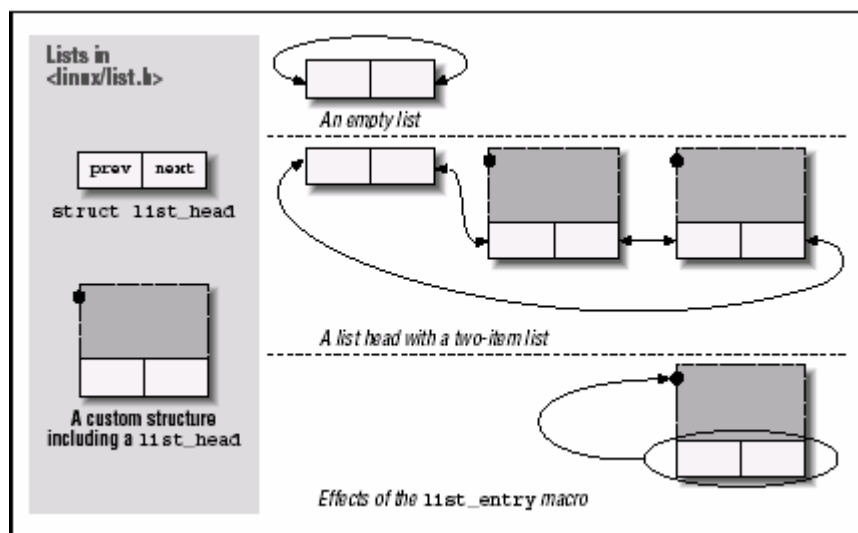 Lists in
<linux/list.h>
prev next
struct list_head
A custom structure
including a list_head
An empty list
A list head with a two-item list
Effects of the list_entry macro